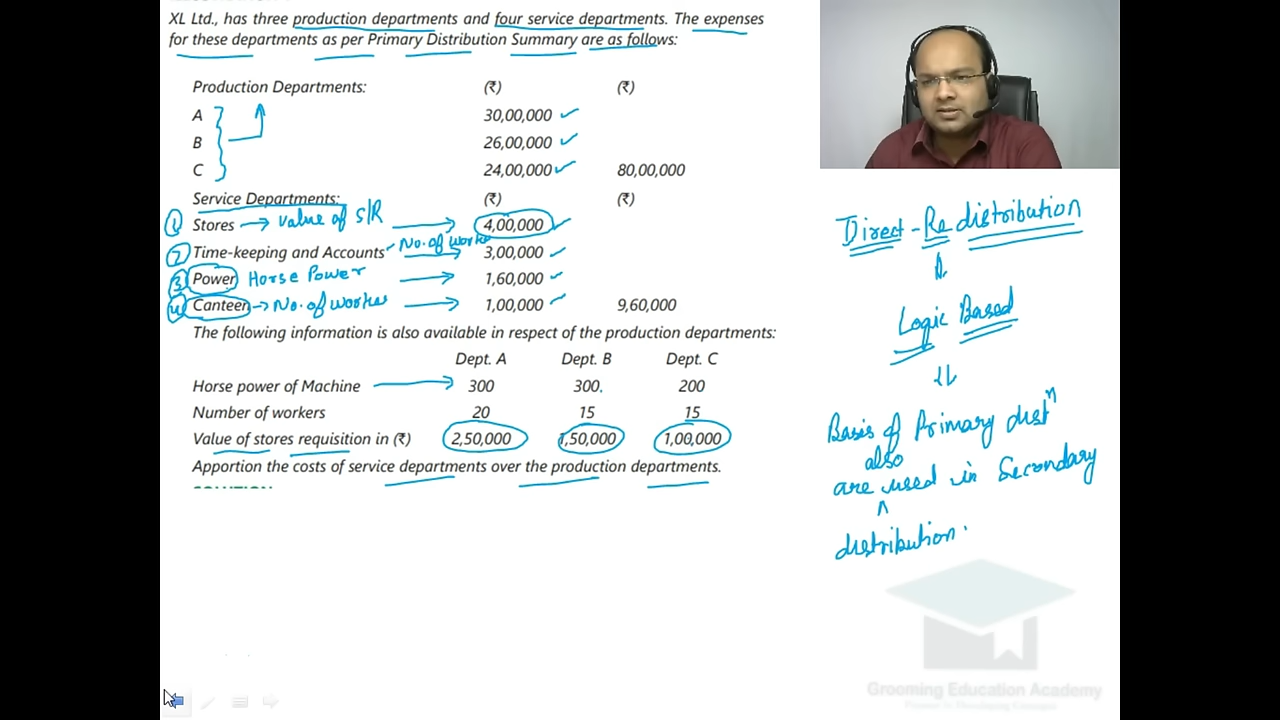 XL Ltd., has three production departments and four service departments. The expenses
for these departments as per Primary Distribution Summary are as follows:
Production Departments: (₹) (₹)
A 30,00,000
B 26,00,000
C 24,00,000 80,00,000
Service Departments: (₹) (₹)
① Stores → Value of S/R → 4,00,000
② Time-keeping and Accounts No. of Worke 3,00,000
③ Power Horse Power → 1,60,000
④ Canteen → No. of Worker → 1,00,000 9,60,000
The following information is also available in respect of the production departments:
Dept. A Dept. B Dept. C
Horse power of Machine → 300 300 200
Number of workers 20 15 15
Value of stores requisition in (₹) 2,50,000 1,50,000 1,00,000
Apportion the costs of service departments over the production departments.
Direct - Re distribution
Logic Based
Basis of Primary distⁿ
also
are used in Secondary
distribution.
Grooming Education Academy